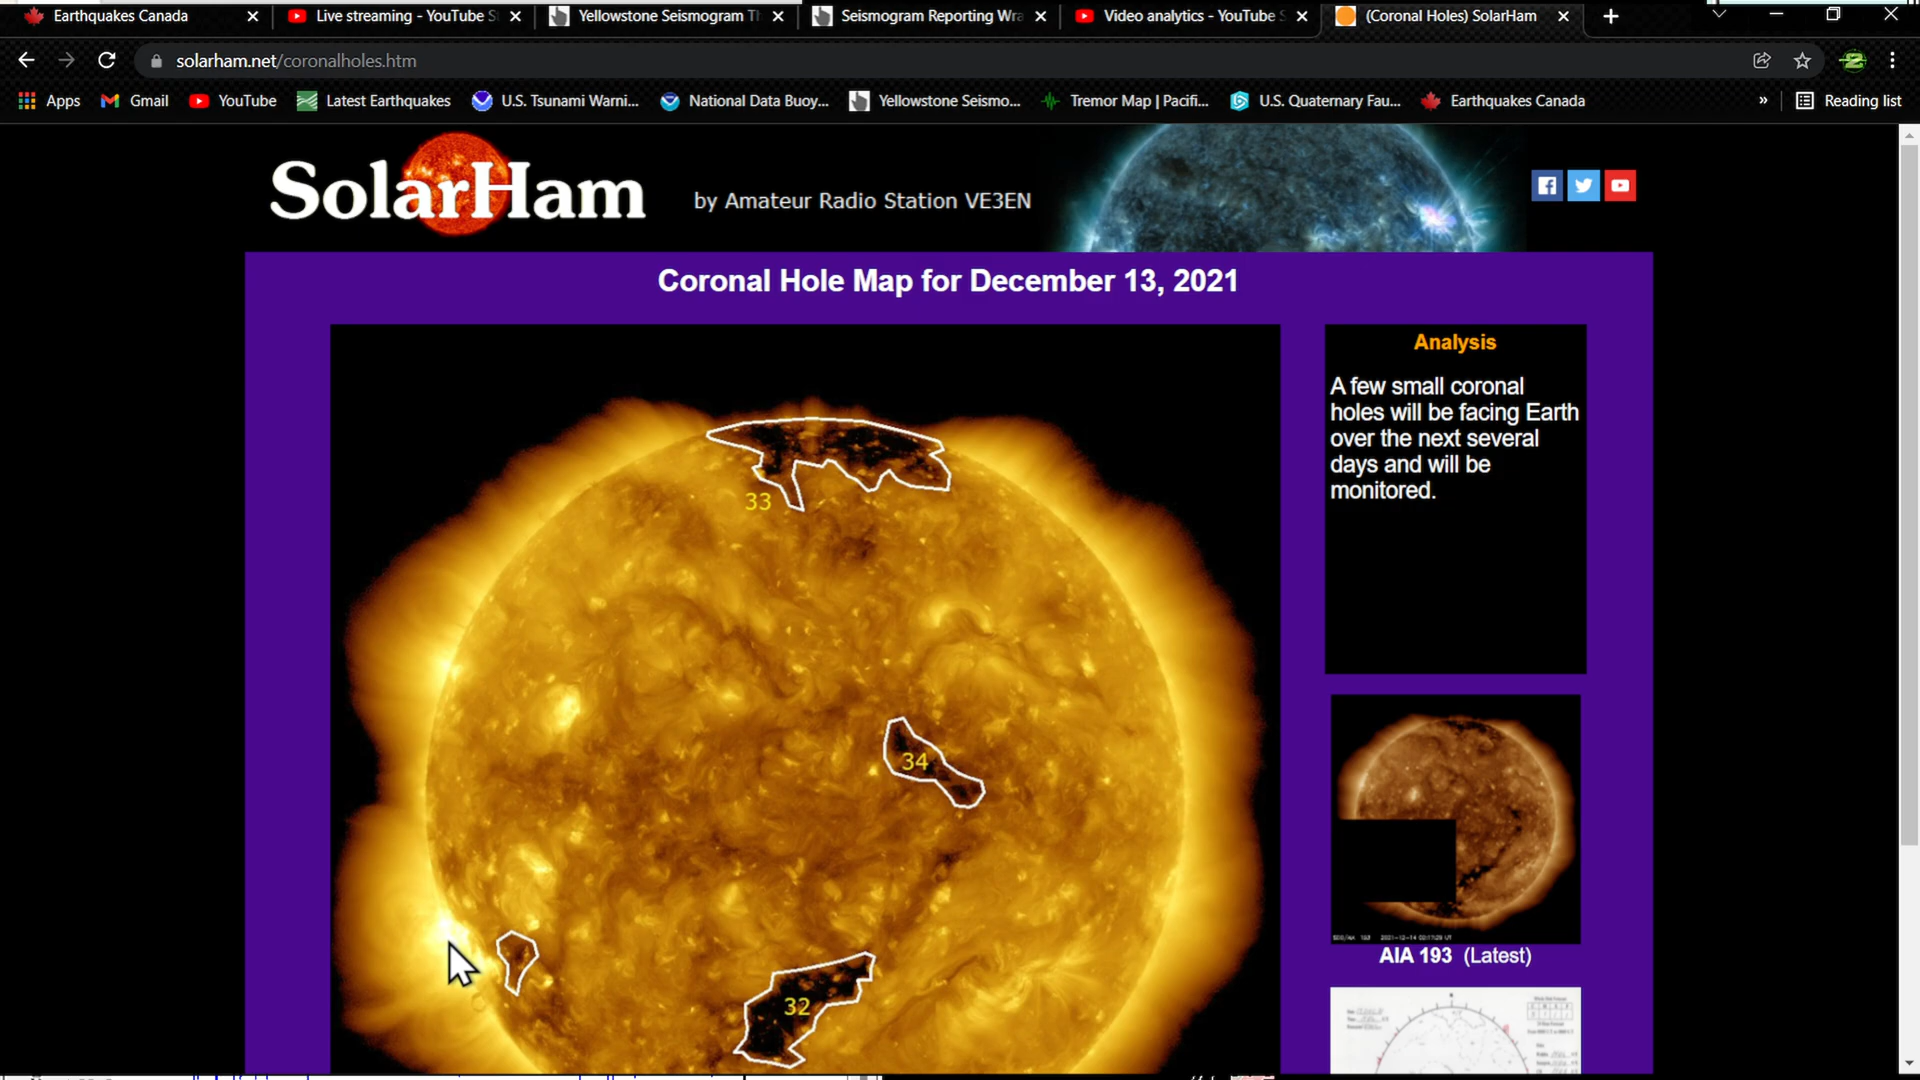 Earthquakes Canada
Live streaming - YouTube S
Yellowstone Seismogram Th
Seismogram Reporting Wra
Video analytics - YouTube S
(Coronal Holes) SolarHam
solarham.net/coronalholes.htm
Apps
Gmail
YouTube
Latest Earthquakes
U.S. Tsunami Warni...
National Data Buoy...
Yellowstone Seismo...
Tremor Map | Pacifi...
U.S. Quaternary Fau...
Earthquakes Canada
»
Reading list
SolarHam
by Amateur Radio Station VE3EN
Coronal Hole Map for December 13, 2021
Analysis
A few small coronal
holes will be facing Earth
over the next several
days and will be
monitored.
33
34
32
AIA 193 (Latest)